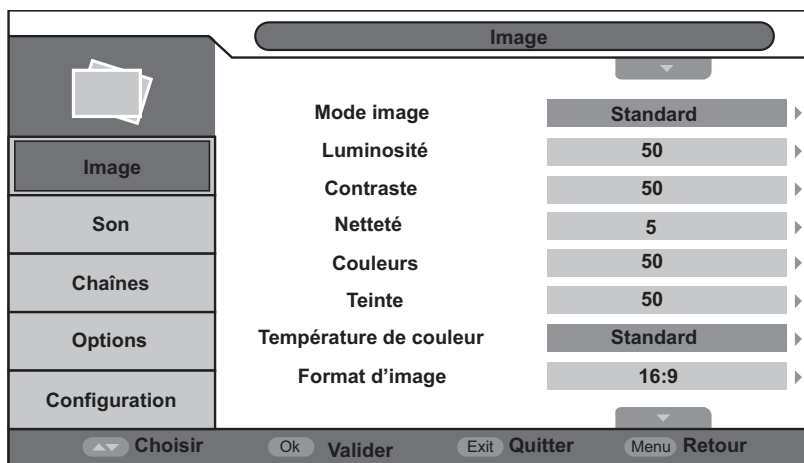 Image
Image
Son
Chaînes
Options
Configuration
Mode image Standard
Luminosité 50
Contraste 50
Netteté 5
Couleurs 50
Teinte 50
Température de couleur Standard
Format d’image 16:9
Choisir Ok Valider Exit Quitter Menu Retour